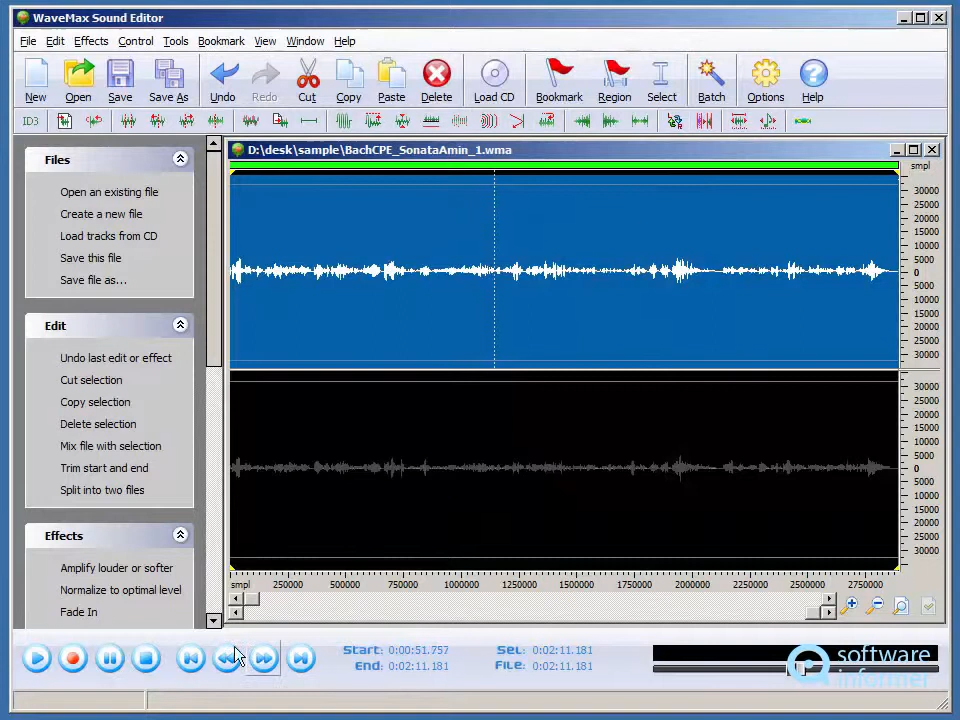 WaveMax Sound Editor
File Edit Effects Control Tools Bookmark View Window Help
New Open Save Save As Undo Redo Cut Copy Paste Delete Load CD Bookmark Region Select Batch Options Help
ID3
Files
Open an existing file
Create a new file
Load tracks from CD
Save this file
Save file as...
Edit
Undo last edit or effect
Cut selection
Copy selection
Delete selection
Mix file with selection
Trim start and end
Split into two files
Effects
Amplify louder or softer
Normalize to optimal level
Fade In
D:\desk\sample\BachCPE_SonataAmin_1.wma
smpl
30000
25000
20000
15000
10000
5000
0
5000
10000
15000
20000
25000
30000
30000
25000
20000
15000
10000
5000
0
5000
10000
15000
20000
25000
30000
smpl 250000 500000 750000 1000000 1250000 1500000 1750000 2000000 2250000 2500000 2750000
Start: 0:00:51.757 Sel: 0:02:11.181
End: 0:02:11.181 File: 0:02:11.181
software
informer